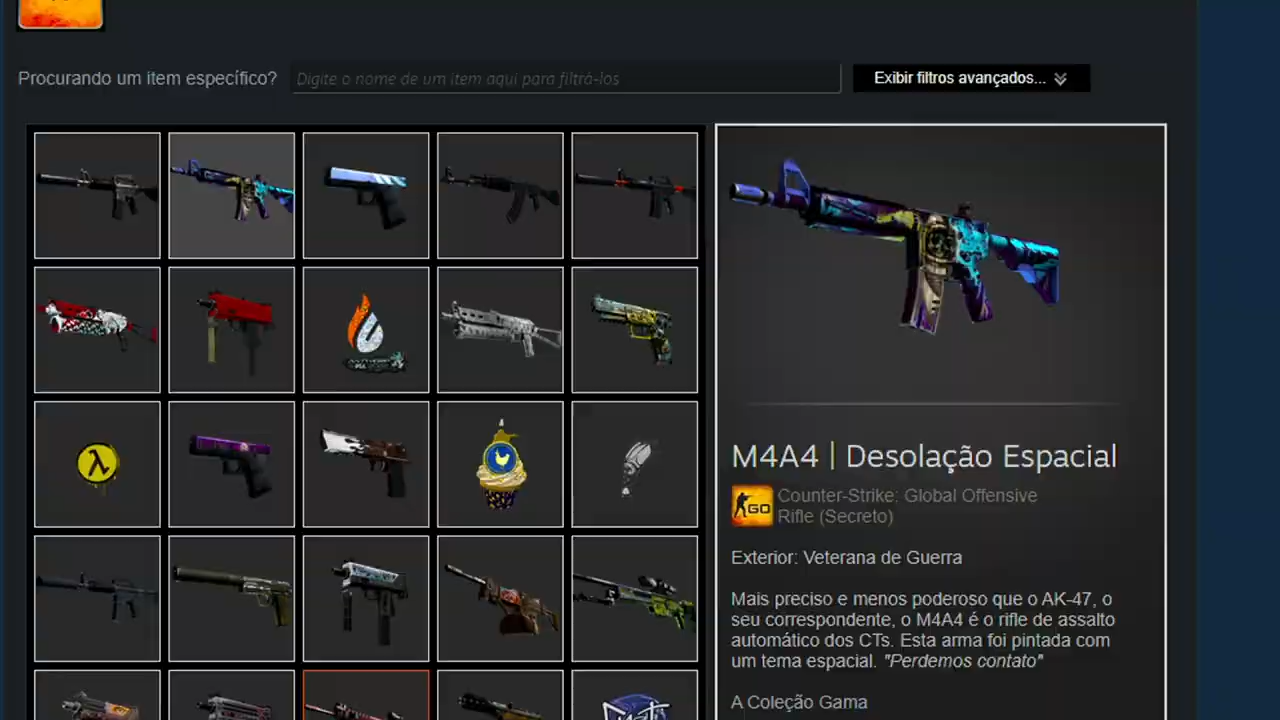 Procurando um item específico?
Digite o nome de um item aqui para filtrá-los
Exibir filtros avançados...
M4A4 | Desolação Espacial
GO
Counter-Strike: Global Offensive
Rifle (Secreto)
Exterior: Veterana de Guerra
Mais preciso e menos poderoso que o AK-47, o
seu correspondente, o M4A4 é o rifle de assalto
automático dos CTs. Esta arma foi pintada com
um tema espacial. "Perdemos contato"
A Coleção Gama